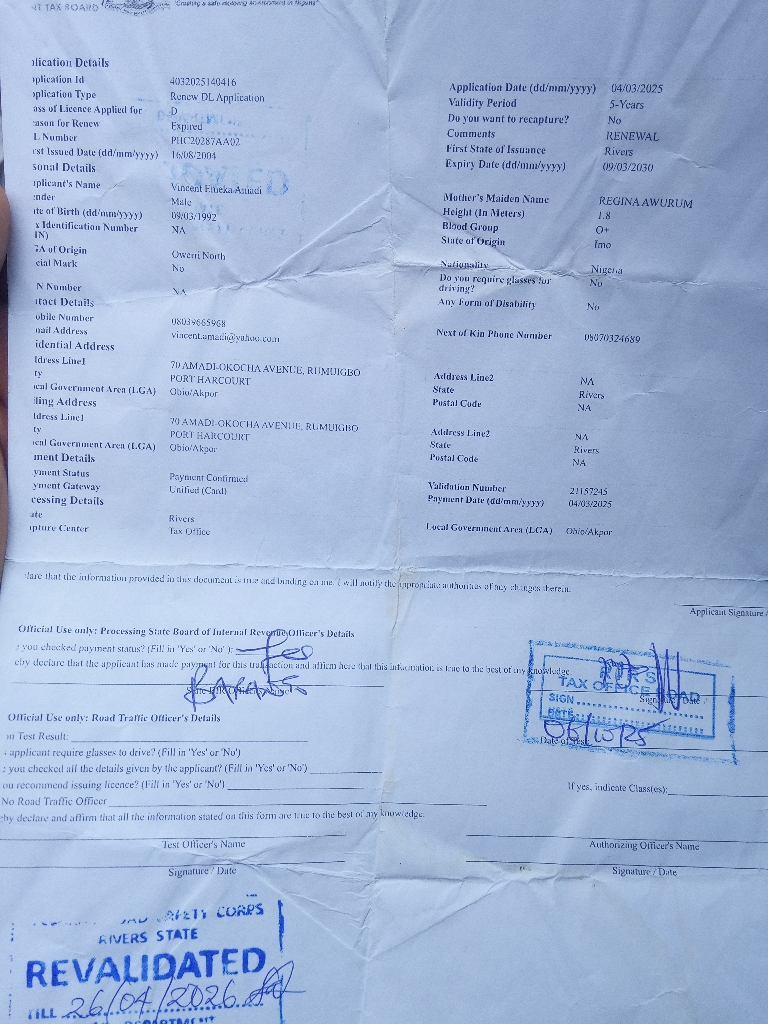 NT TAX BOARD
"Creating a safe motoring environment in Nigeria"
plication Details
pplication Id 4032025140416
pplication Type Renew DL Application
ass of Licence Applied for D
eason for Renew Expired
L Number PHC20287AA02
rst Issued Date (dd/mm/yyyy) 16/08/2004
Application Date (dd/mm/yyyy) 04/03/2025
Validity Period 5-Years
Do you want to recapture? No
Comments RENEWAL
First State of Issuance Rivers
Expiry Date (dd/mm/yyyy) 09/03/2030
sonal Details
pplicant's Name Vincent Emeka Amadi
ender Male
ate of Birth (dd/mm/yyyy) 09/03/1992
x Identification Number NA
IN)
GA of Origin Owerri North
ecial Mark No
N Number NA
Mother's Maiden Name REGINA AWURUM
Height (In Meters) 1.8
Blood Group O+
State of Origin Imo
Nationality Nigeria
Do you require glasses for No
driving?
Any Form of Disability No
ntact Details
obile Number 08039665968
mail Address vincent.amadi@yahoo.com
Next of Kin Phone Number 08070324689
idential Address
ddress Line1 70 AMADI-OKOCHA AVENUE, RUMUIGBO
ty PORT HARCOURT
ocal Government Area (LGA) Obio/Akpor
Address Line2 NA
State Rivers
Postal Code NA
ling Address
ddress Line1 70 AMADI-OKOCHA AVENUE, RUMUIGBO
ty PORT HARCOURT
ocal Government Area (LGA) Obio/Akpor
Address Line2 NA
State Rivers
Postal Code NA
ment Details
yment Status Payment Confirmed
yment Gateway Unified (Card)
Validation Number 21157245
Payment Date (dd/mm/yyyy) 04/03/2025
cessing Details
ate Rivers
apture Center Tax Office
Local Government Area (LGA) Obio/Akpor
lare that the information provided in this document is true and binding on me. I will notify the appropriate authorities of any changes therein.
Applicant Signature /
Official Use only: Processing State Board of Internal Revenue Officer's Details
e you checked payment status? (Fill in 'Yes' or 'No'): Yes
eby declare that the applicant has made payment for this transaction and affirm here that this information is true to the best of my knowledge
Signature / Date
RIRS
TAX OFFICE ROAD
SIGN
DATE
Official Use only: Road Traffic Officer's Details
on Test Result:
Date of Test:
applicant require glasses to drive? (Fill in 'Yes' or 'No')
e you checked all the details given by the applicant? (Fill in 'Yes' or 'No')
ou recommend issuing licence? (Fill in 'Yes' or 'No')
If yes, indicate Class(es):
No Road Traffic Officer
eby declare and affirm that all the information stated on this form are true to the best of my knowledge.
Test Officer's Name
Authorizing Officer's Name
Signature / Date
Signature / Date
SAFETY CORPS
RIVERS STATE
REVALIDATED
TILL 26/04/2026
DEPARTMENT